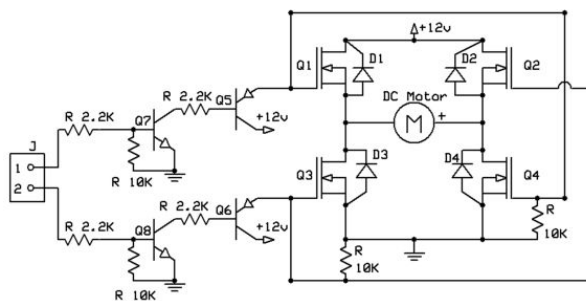 +12v
Q1
D1
D2
Q2
R 2.2K
Q5
DC Motor
R 2.2K
Q7
+12v
M
+
J
1
2
R 10K
D3
D4
Q3
Q4
R 2.2K
Q6
R 2.2K
Q8
+12v
R
10K
R
10K
R 10K